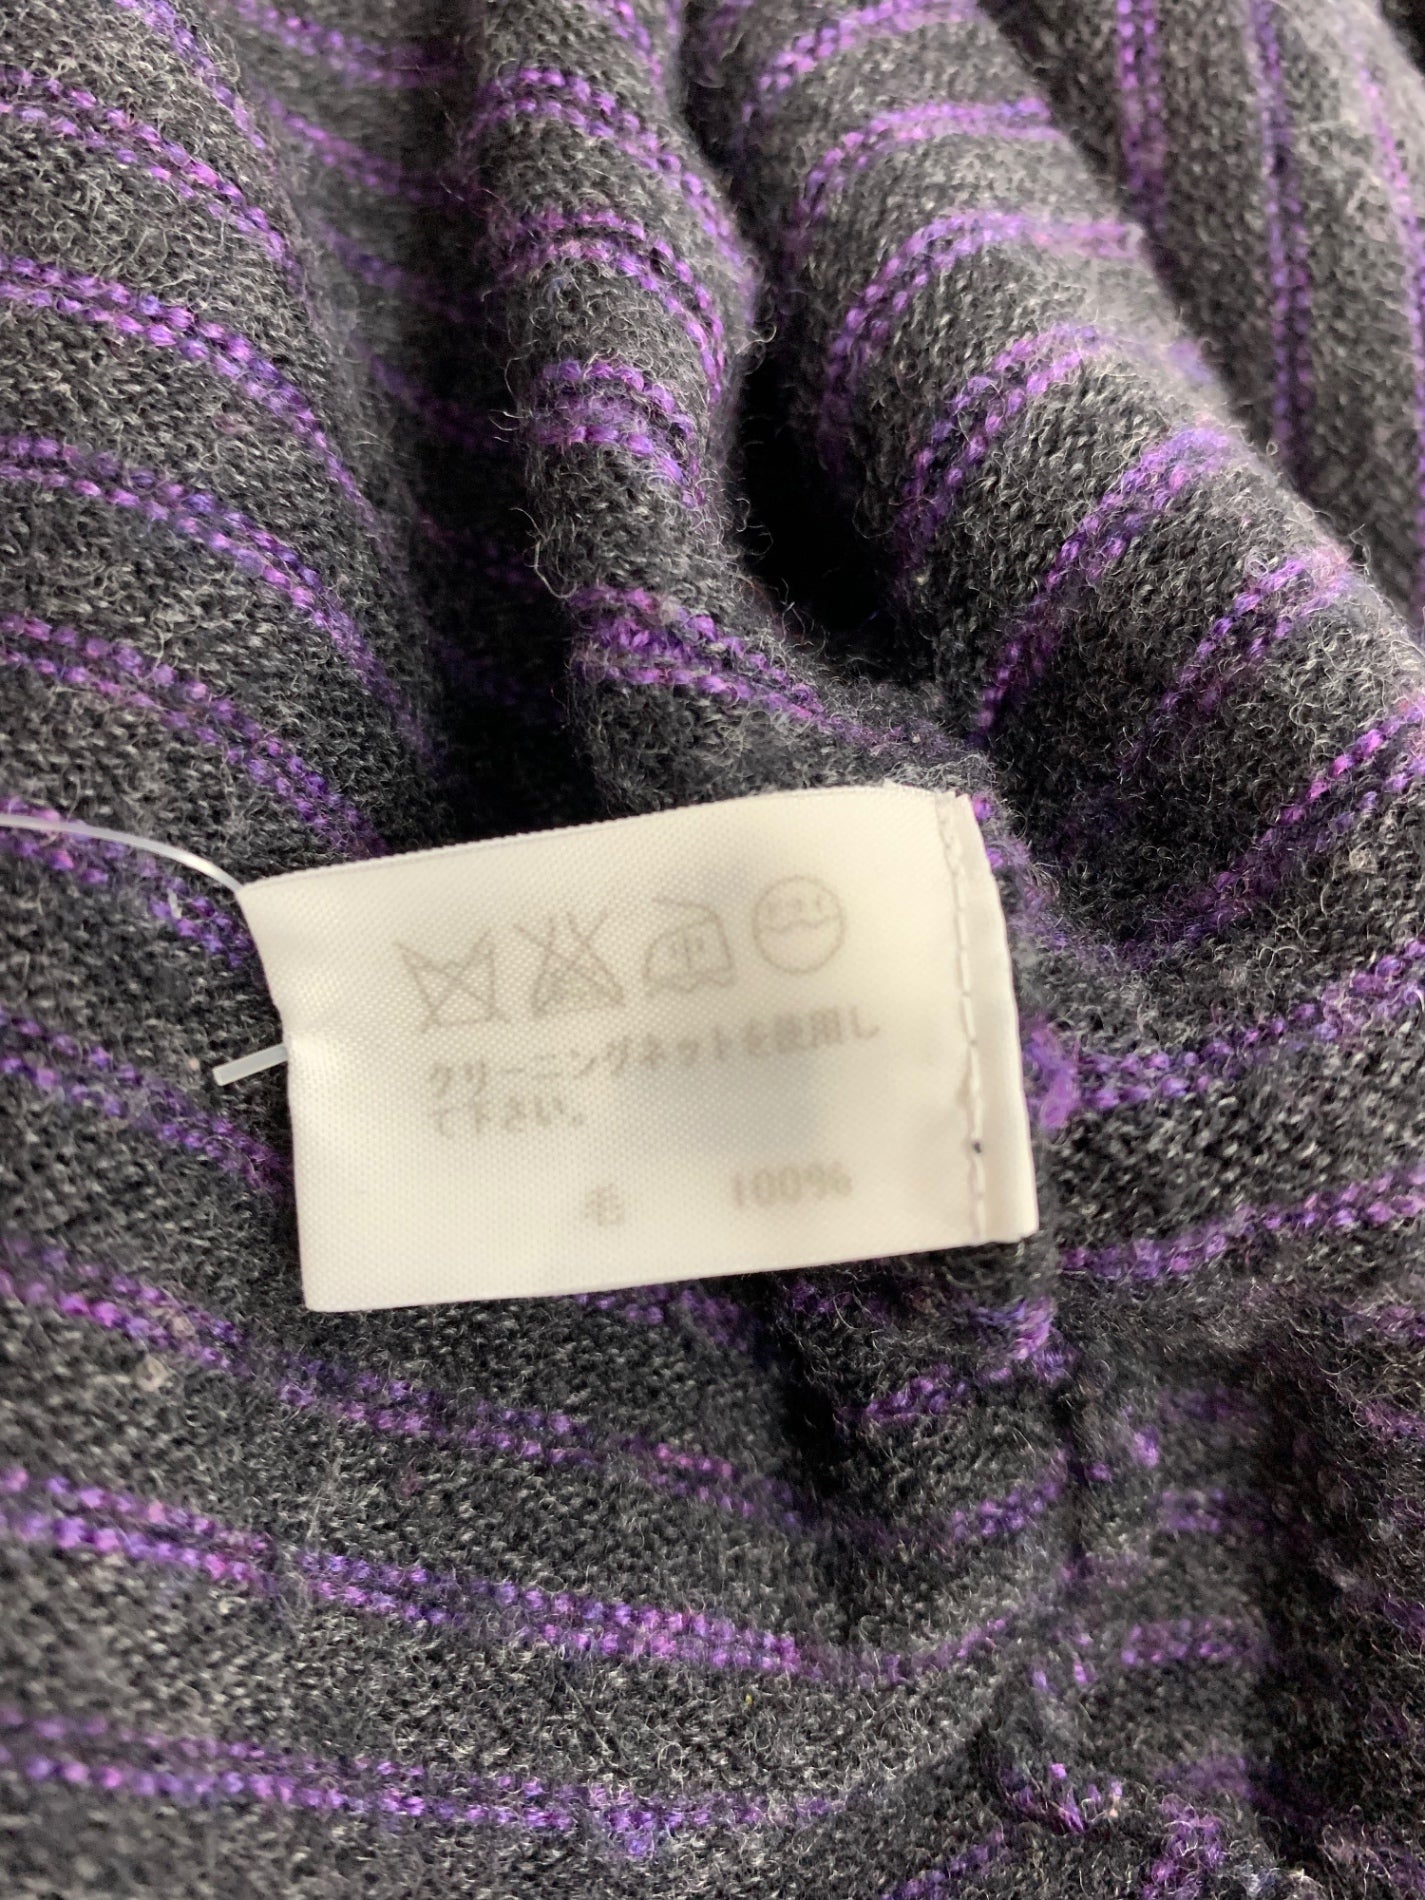 中
クリーニングネットを使用し
て下さい。
毛 100%